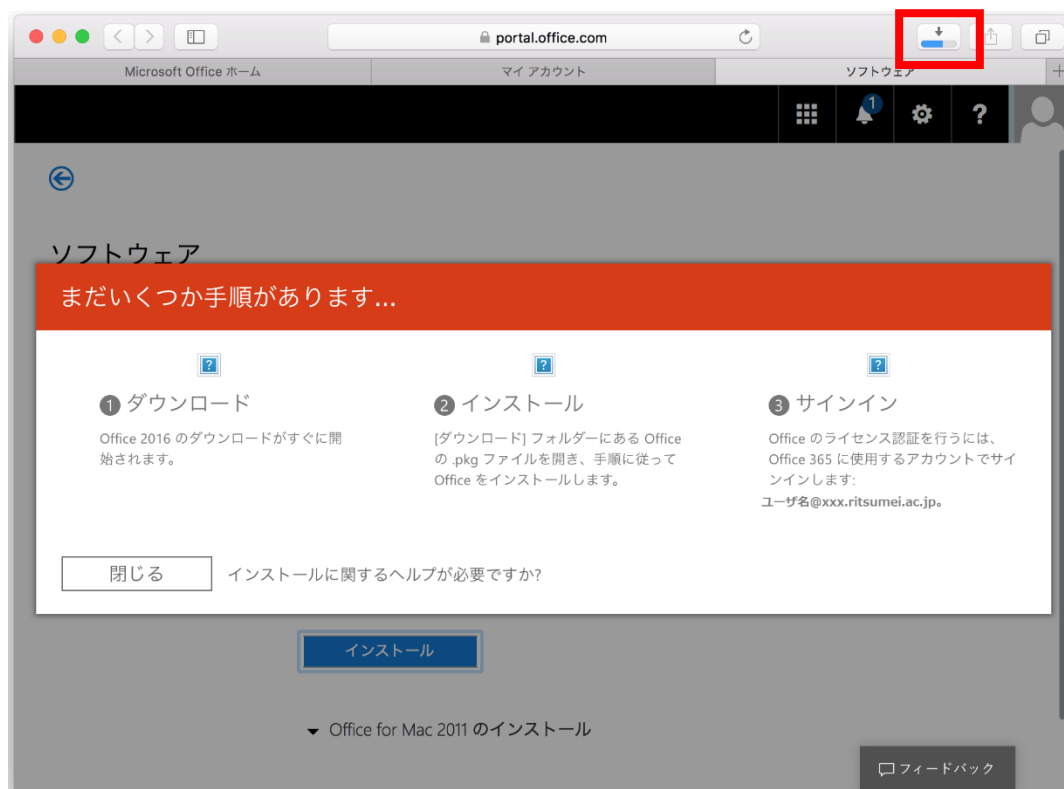 portal.office.com
Microsoft Office ホーム
マイ アカウント
ソフトウェア
1
?
ソフトウェア
まだいくつか手順があります...
1 ダウンロード
Office 2016 のダウンロードがすぐに開
始されます。
2 インストール
[ダウンロード] フォルダーにある Office
の .pkg ファイルを開き、手順に従って
Office をインストールします。
3 サインイン
Office のライセンス認証を行うには、
Office 365 に使用するアカウントでサイ
ンインします:
ユーザ名@xxx.ritsumei.ac.jp。
閉じる
インストールに関するヘルプが必要ですか?
インストール
Office for Mac 2011 のインストール
フィードバック